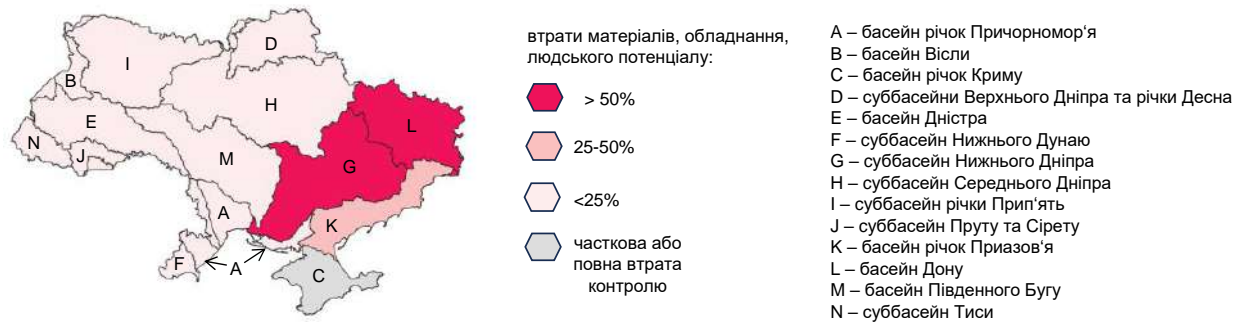 D
I
B
H
E
L
N
J
M
G
A
K
F
A
C
втрати матеріалів, обладнання,
людського потенціалу:
> 50%
25-50%
<25%
часткова або
повна втрата
контролю
A – басейн річок Причорномор‘я
B – басейн Вісли
C – басейн річок Криму
D – суббасейни Верхнього Дніпра та річки Десна
E – басейн Дністра
F – суббасейн Нижнього Дунаю
G – суббасейн Нижнього Дніпра
H – суббасейн Середнього Дніпра
I – суббасейн річки Прип‘ять
J – суббасейн Пруту та Сірету
K – басейн річок Приазов‘я
L – басейн Дону
M – басейн Південного Бугу
N – суббасейн Тиси